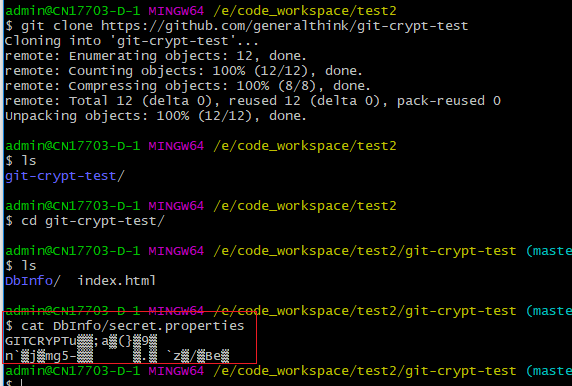 admin@CN17703-D-1 MINGW64 /e/code_workspace/test2
$ git clone https://github.com/generalthink/git-crypt-test
Cloning into 'git-crypt-test'...
remote: Enumerating objects: 12, done.
remote: Counting objects: 100% (12/12), done.
remote: Compressing objects: 100% (8/8), done.
remote: Total 12 (delta 0), reused 12 (delta 0), pack-reused 0
Unpacking objects: 100% (12/12), done.
admin@CN17703-D-1 MINGW64 /e/code_workspace/test2
$ ls
git-crypt-test/
admin@CN17703-D-1 MINGW64 /e/code_workspace/test2
$ cd git-crypt-test/
admin@CN17703-D-1 MINGW64 /e/code_workspace/test2/git-crypt-test (maste
$ ls
DbInfo/  index.html
admin@CN17703-D-1 MINGW64 /e/code_workspace/test2/git-crypt-test (maste
$ cat DbInfo/secret.properties
GITCRYPTu▒▒;a▒(}▒9▒
n`▒j▒mg5-▒▒      ▒.▒ `z▒/▒Be▒
admin@CN17703-D-1 MINGW64 /e/code_workspace/test2/git-crypt-test (maste
$